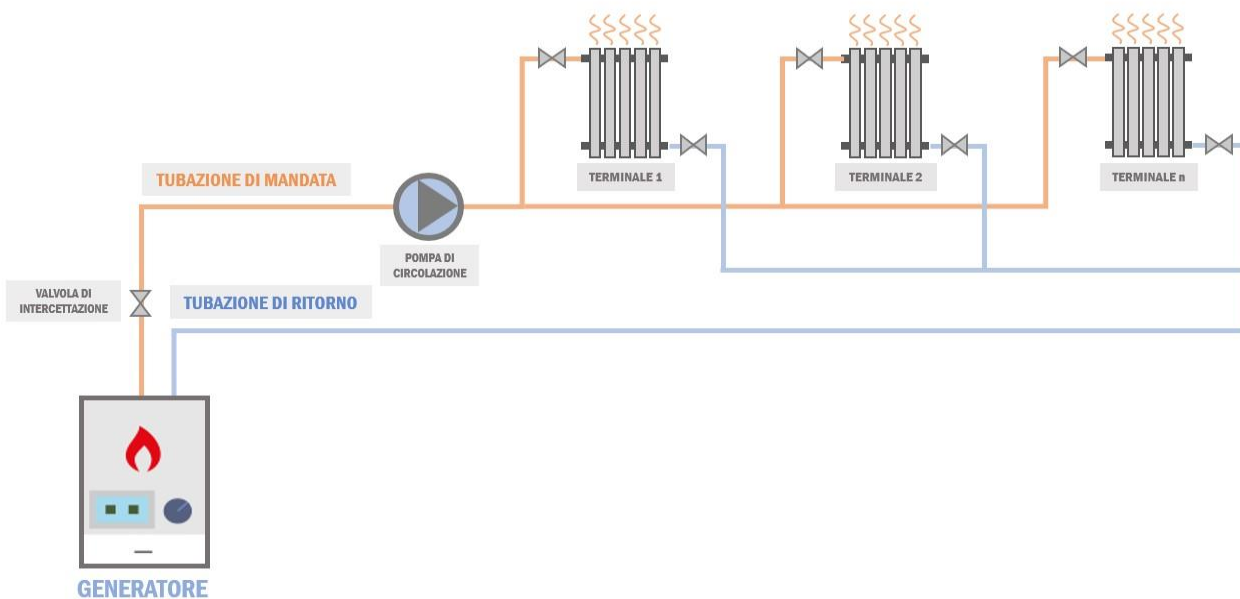 TERMINALE 1
TERMINALE 2
TERMINALE n
TUBAZIONE DI MANDATA
POMPA DI
CIRCOLAZIONE
VALVOLA DI
INTERCETTAZIONE
TUBAZIONE DI RITORNO
GENERATORE